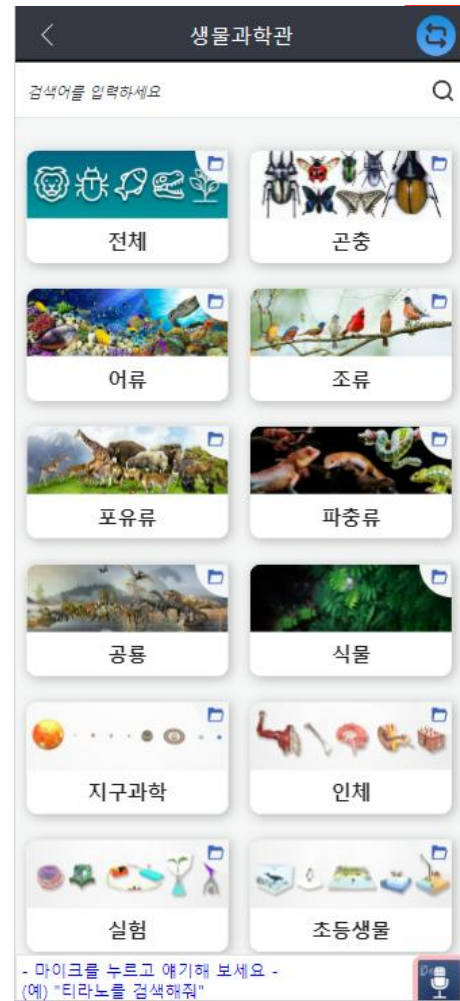 생물과학관
검색어를 입력하세요
전체
곤충
어류
조류
포유류
파충류
공룡
식물
지구과학
인체
실험
초등생물
- 마이크를 누르고 얘기해 보세요 -
(예) "티라노를 검색해줘"